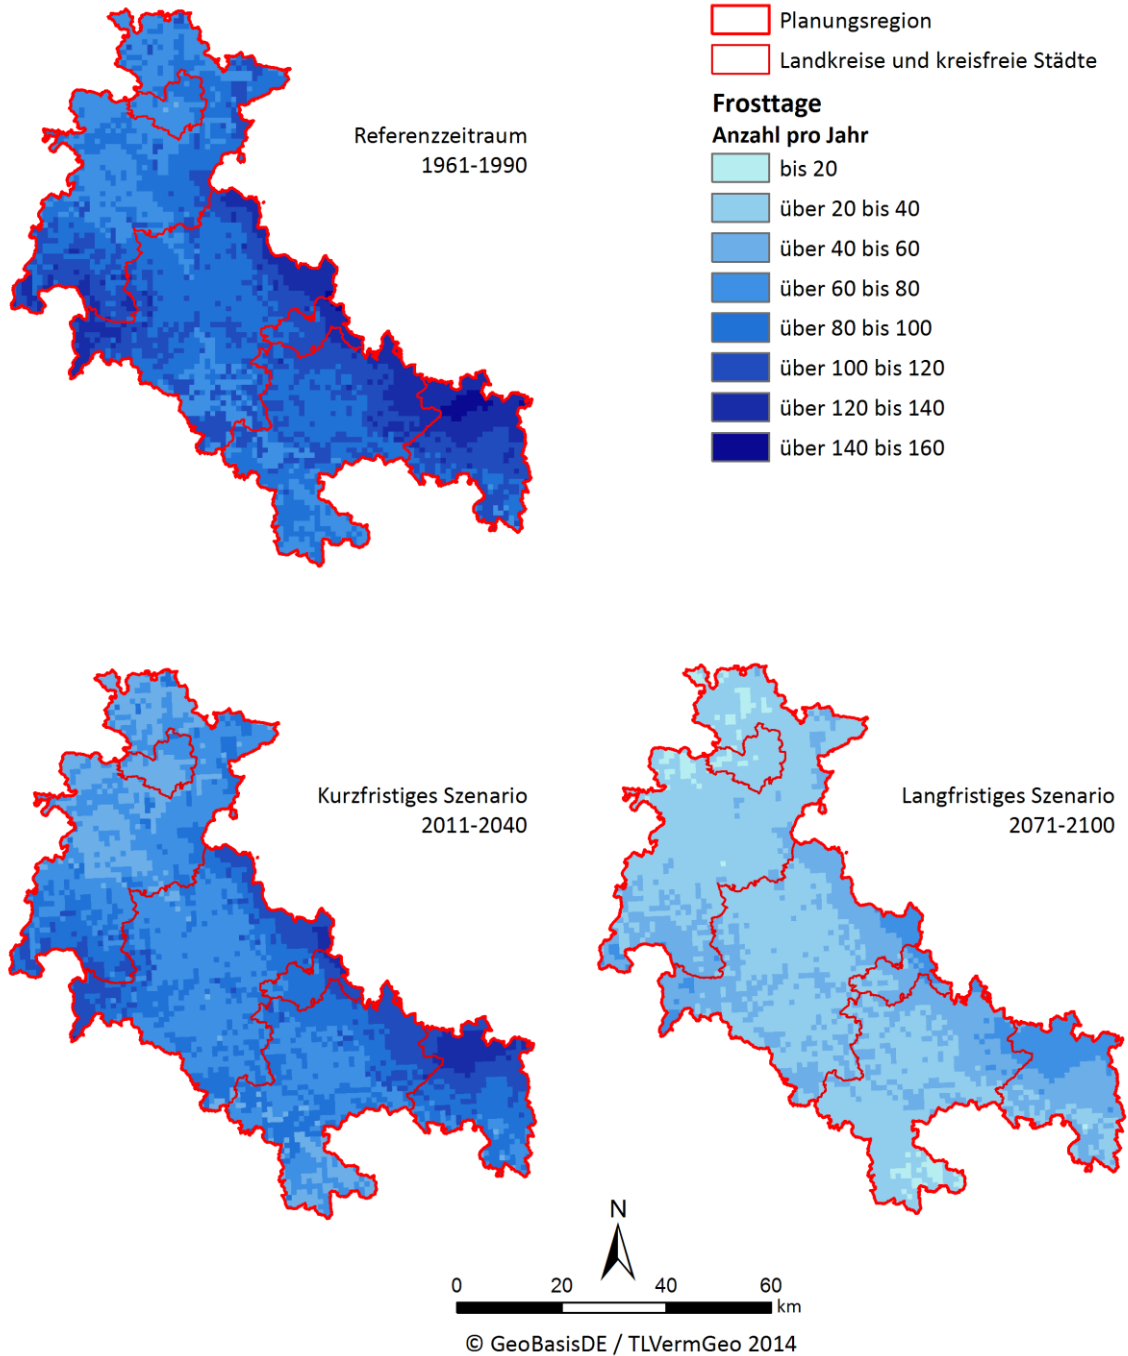 Planungsregion
Landkreise und kreisfreie Städte
Frosttage
Anzahl pro Jahr
bis 20
über 20 bis 40
über 40 bis 60
über 60 bis 80
über 80 bis 100
über 100 bis 120
über 120 bis 140
über 140 bis 160
Referenzzeitraum
1961-1990
Kurzfristiges Szenario
2011-2040
Langfristiges Szenario
2071-2100
N
0 20 40 60
km
© GeoBasisDE / TLVermGeo 2014